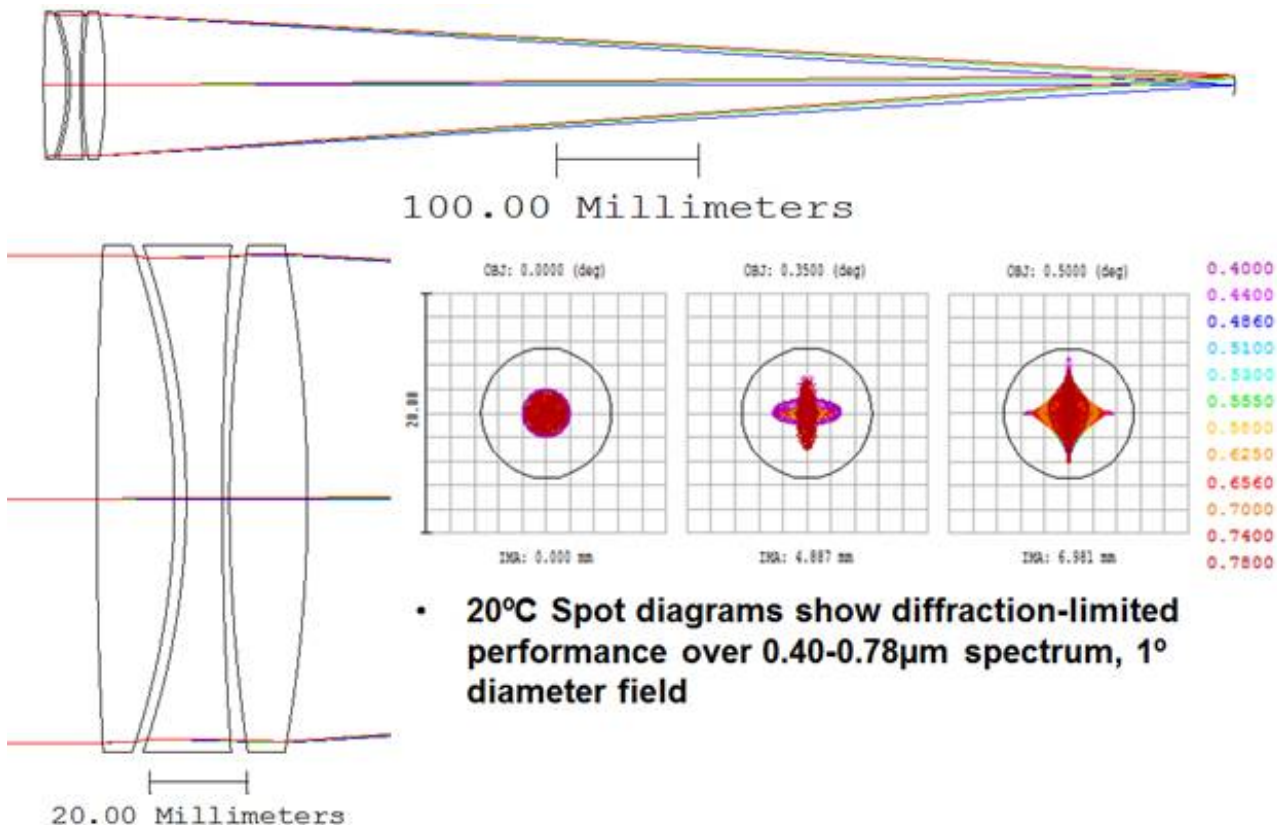 100.00 Millimeters
OBJ: 0.0000 (deg)
OBJ: 0.3500 (deg)
OBJ: 0.5000 (deg)
20.00
IMA: 0.000 mm
IMA: 4.887 mm
IMA: 6.981 mm
0.4000
0.4400
0.4860
0.5100
0.5300
0.5550
0.5800
0.6250
0.6560
0.7000
0.7400
0.7800
• 20ºC Spot diagrams show diffraction-limited
performance over 0.40-0.78µm spectrum, 1º
diameter field
20.00 Millimeters